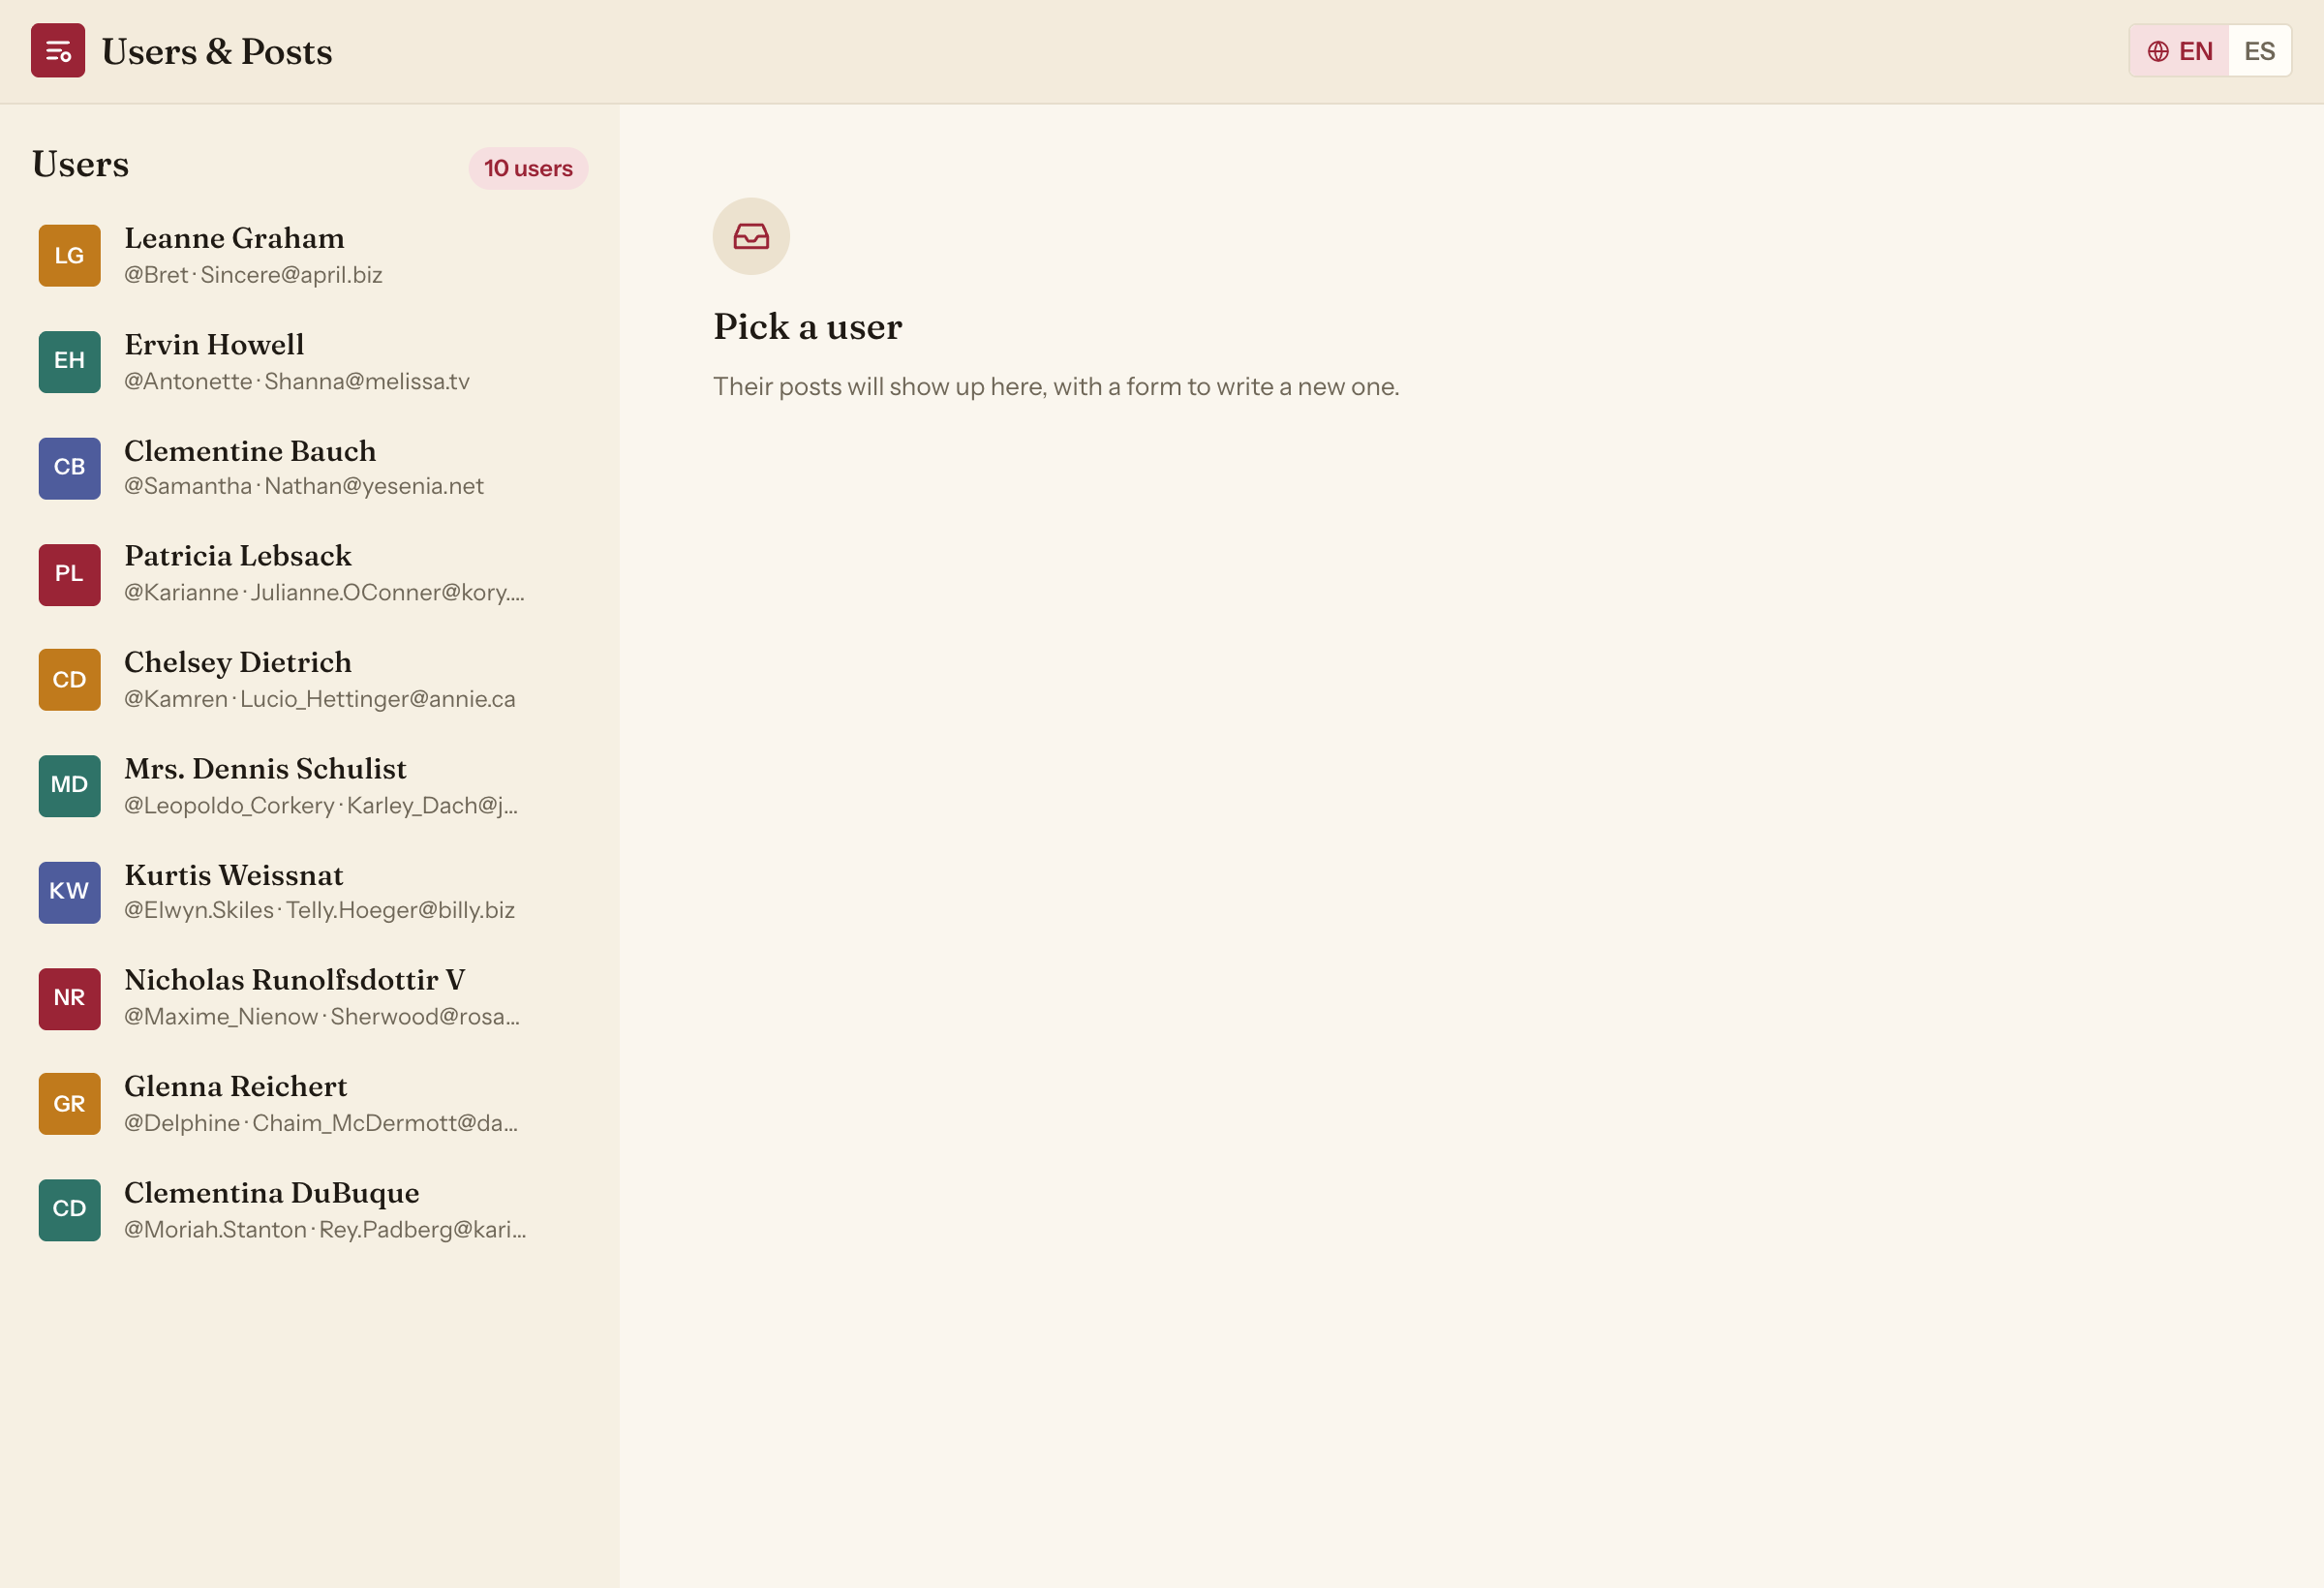 Users & Posts
EN
ES
Users
10 users
LG
Leanne Graham
@Bret · Sincere@april.biz
EH
Ervin Howell
@Antonette · Shanna@melissa.tv
CB
Clementine Bauch
@Samantha · Nathan@yesenia.net
PL
Patricia Lebsack
@Karianne · Julianne.OConner@kory....
CD
Chelsey Dietrich
@Kamren · Lucio_Hettinger@annie.ca
MD
Mrs. Dennis Schulist
@Leopoldo_Corkery · Karley_Dach@j...
KW
Kurtis Weissnat
@Elwyn.Skiles · Telly.Hoeger@billy.biz
NR
Nicholas Runolfsdottir V
@Maxime_Nienow · Sherwood@rosa...
GR
Glenna Reichert
@Delphine · Chaim_McDermott@da...
CD
Clementina DuBuque
@Moriah.Stanton · Rey.Padberg@kari...
Pick a user
Their posts will show up here, with a form to write a new one.